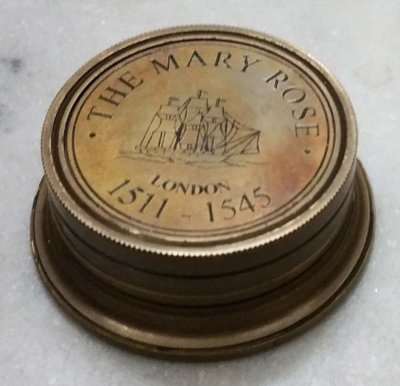 · THE MARY ROSE ·
LONDON
1511 - 1545